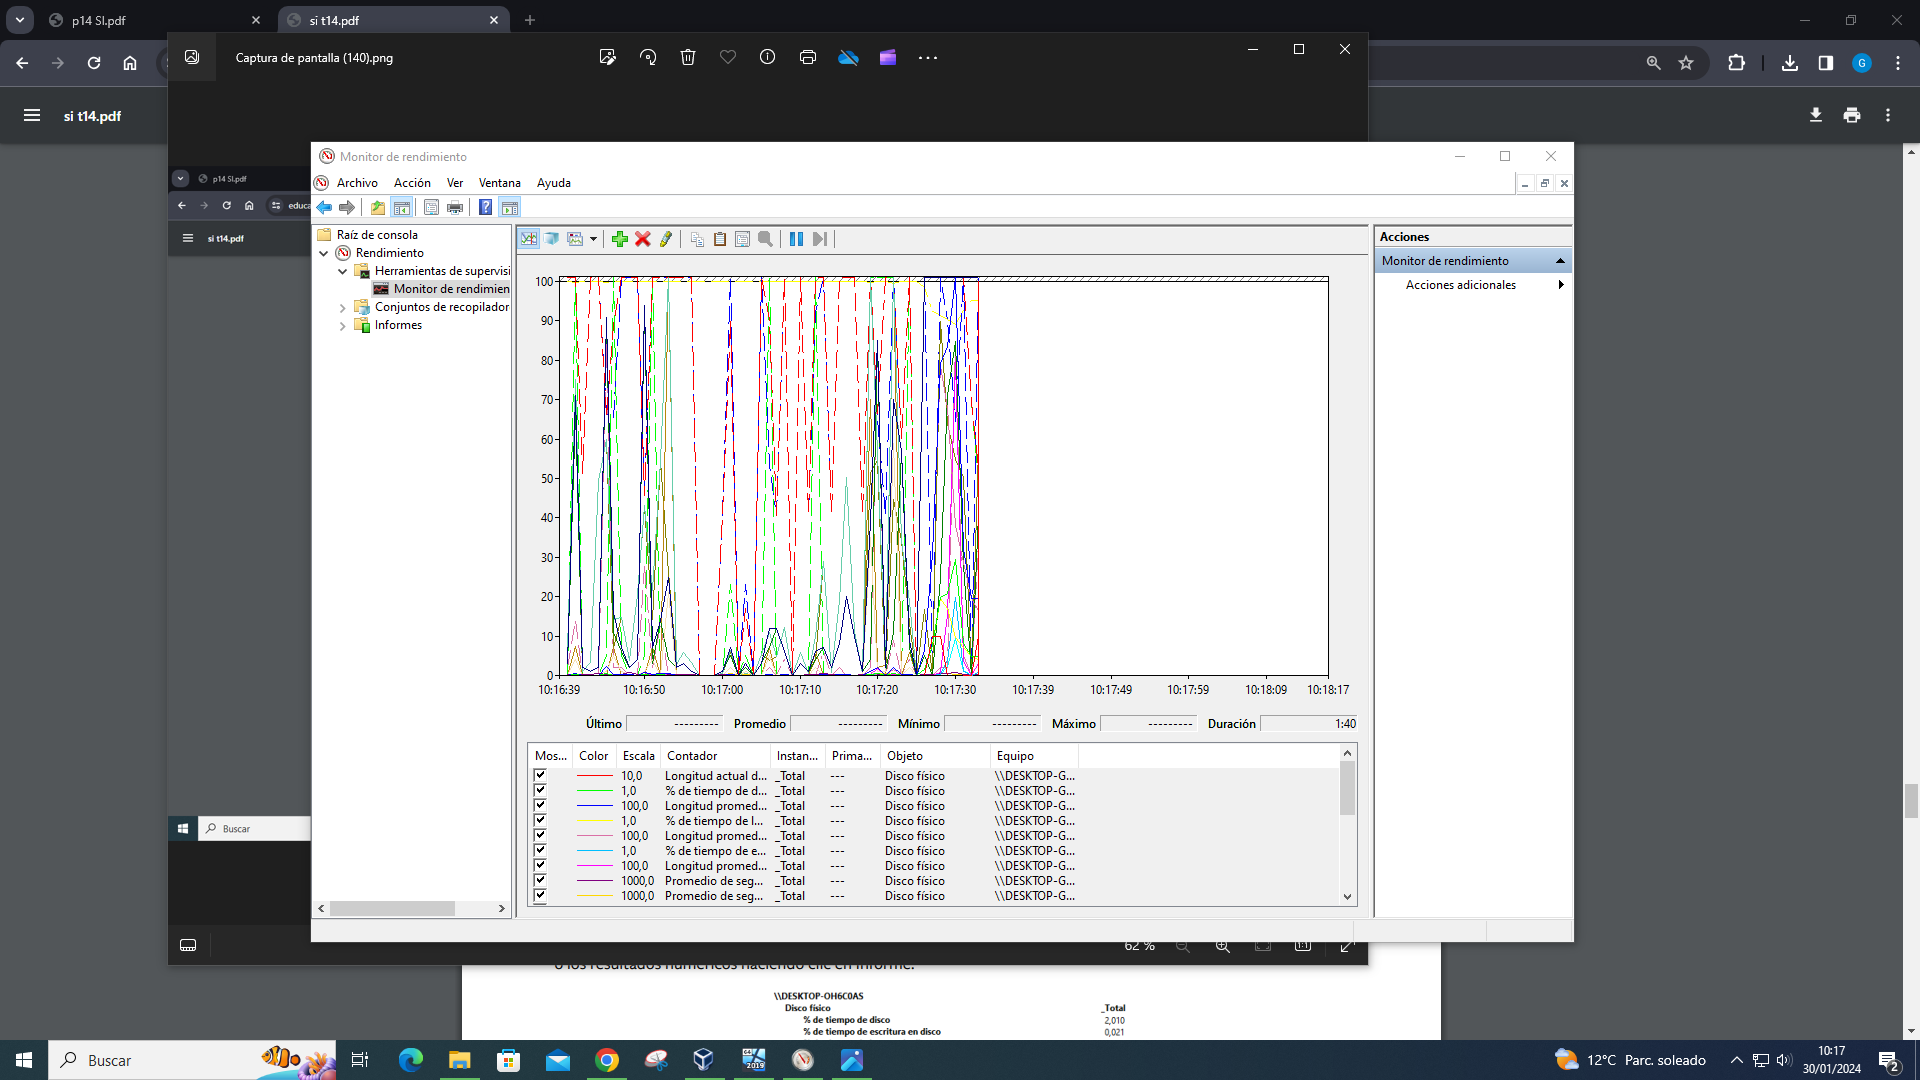 p14 SI.pdf
si t14.pdf
G
Captura de pantalla (140).png
si t14.pdf
Monitor de rendimiento
p14 SI.pdf
Archivo Acción Ver Ventana Ayuda
educa
si t14.pdf
Raíz de consola
Rendimiento
Herramientas de supervisi
Monitor de rendimien
Conjuntos de recopilador
Informes
Acciones
Monitor de rendimiento
Acciones adicionales
100
90
80
70
60
50
40
30
20
10
0
10:16:39 10:16:50 10:17:00 10:17:10 10:17:20 10:17:30 10:17:39 10:17:49 10:17:59 10:18:09 10:18:17
Último --------- Promedio --------- Mínimo --------- Máximo --------- Duración 1:40
Mos... Color Escala Contador Instan... Prima... Objeto Equipo
10,0 Longitud actual d... _Total --- Disco físico \\DESKTOP-G...
1,0 % de tiempo de d... _Total --- Disco físico \\DESKTOP-G...
100,0 Longitud promed... _Total --- Disco físico \\DESKTOP-G...
1,0 % de tiempo de l... _Total --- Disco físico \\DESKTOP-G...
100,0 Longitud promed... _Total --- Disco físico \\DESKTOP-G...
1,0 % de tiempo de e... _Total --- Disco físico \\DESKTOP-G...
100,0 Longitud promed... _Total --- Disco físico \\DESKTOP-G...
1000,0 Promedio de seg... _Total --- Disco físico \\DESKTOP-G...
1000,0 Promedio de seg... _Total --- Disco físico \\DESKTOP-G...
Buscar
62 %
o los resultados numéricos haciendo clic en Informe.
\\DESKTOP-OH6C0AS
Disco físico _Total
% de tiempo de disco 2,010
% de tiempo de escritura en disco 0,021
Buscar
64
2019
12°C Parc. soleado
10:17
30/01/2024
2